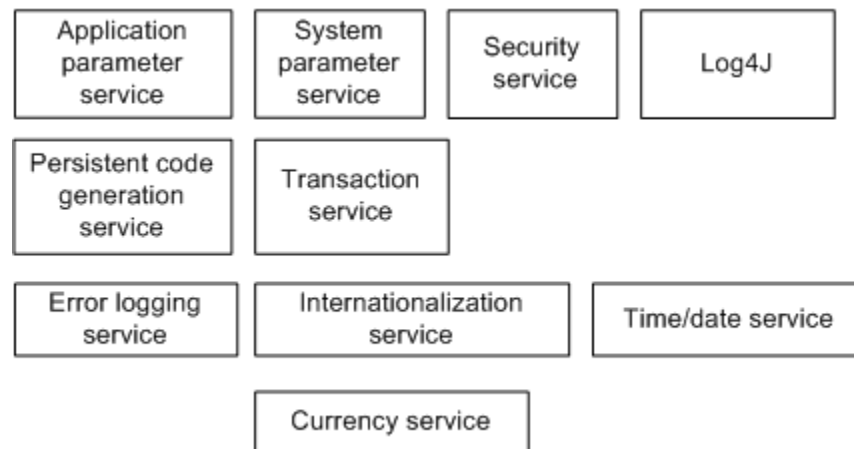 Application
parameter
service
System
parameter
service
Security
service
Log4J
Persistent code
generation
service
Transaction
service
Error logging
service
Internationalization
service
Time/date service
Currency service